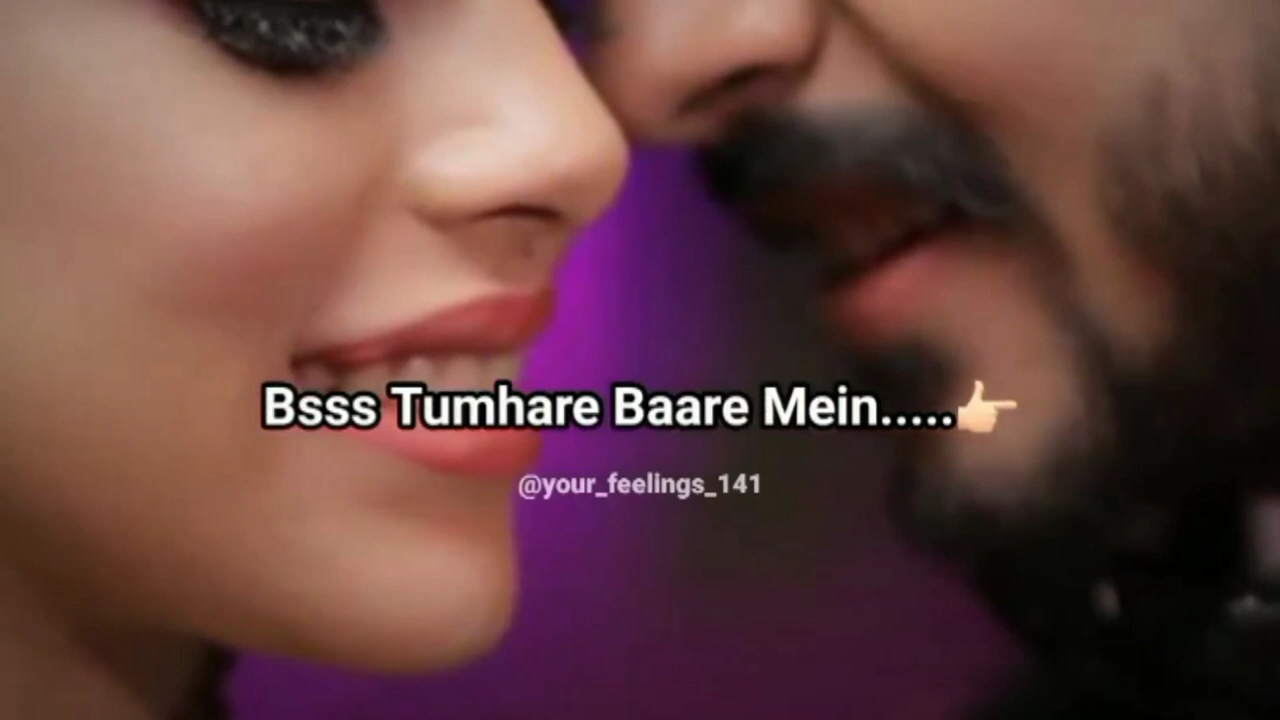 Bsss Tumhare Baare Mein.....👉🏻
@your_feelings_141